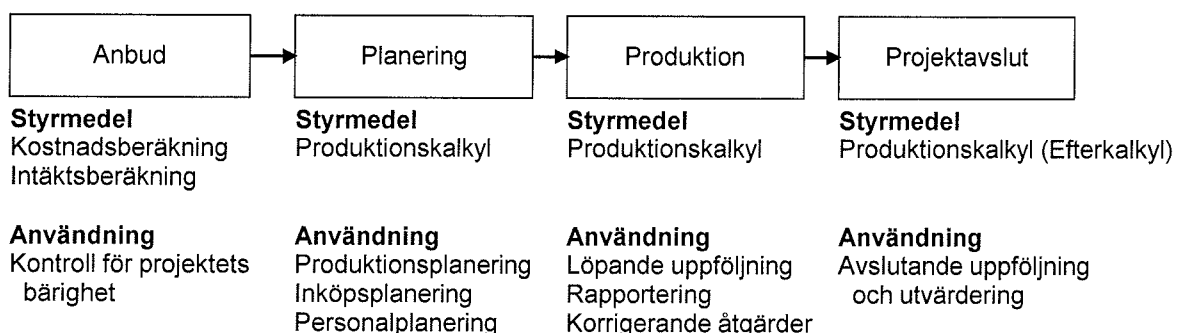 Anbud
Planering
Produktion
Projektavslut
Styrmedel
Kostnadsberäkning
Intäktsberäkning
Användning
Kontroll för projektets
bärighet
Styrmedel
Produktionskalkyl
Användning
Produktionsplanering
Inköpsplanering
Personalplanering
Styrmedel
Produktionskalkyl
Användning
Löpande uppföljning
Rapportering
Korrigerande åtgärder
Styrmedel
Produktionskalkyl (Efterkalkyl)
Användning
Avslutande uppföljning
och utvärdering